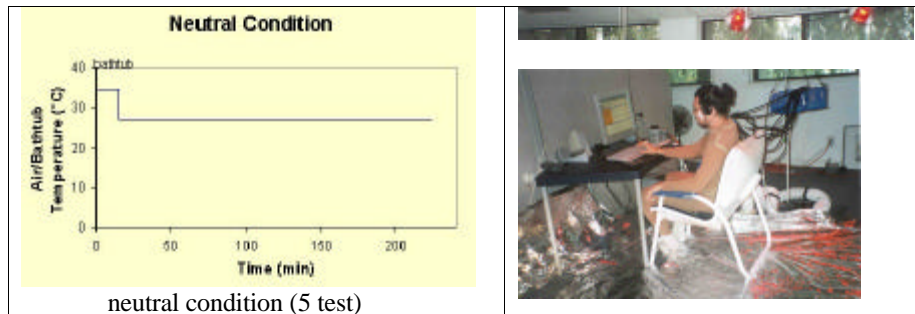 Neutral Condition
bathtub
40
30
20
10
0
Air/Bathtub
Temperature (°C)
0 50 100 150 200
Time (min)
neutral condition (5 test)